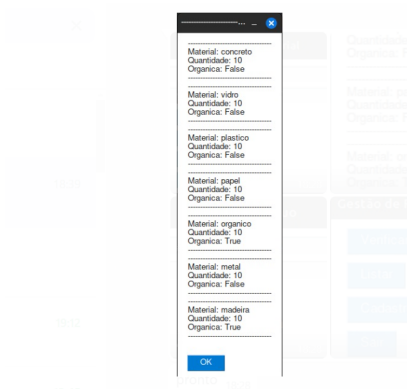 Material: concreto
Quantidade: 10
Organica: False
Material: vidro
Quantidade: 10
Organica: False
Material: plastico
Quantidade: 10
Organica: False
Material: papel
Quantidade: 10
Organica: False
Material: organico
Quantidade: 10
Organica: True
Material: metal
Quantidade: 10
Organica: False
Material: madeira
Quantidade: 10
Organica: True
OK